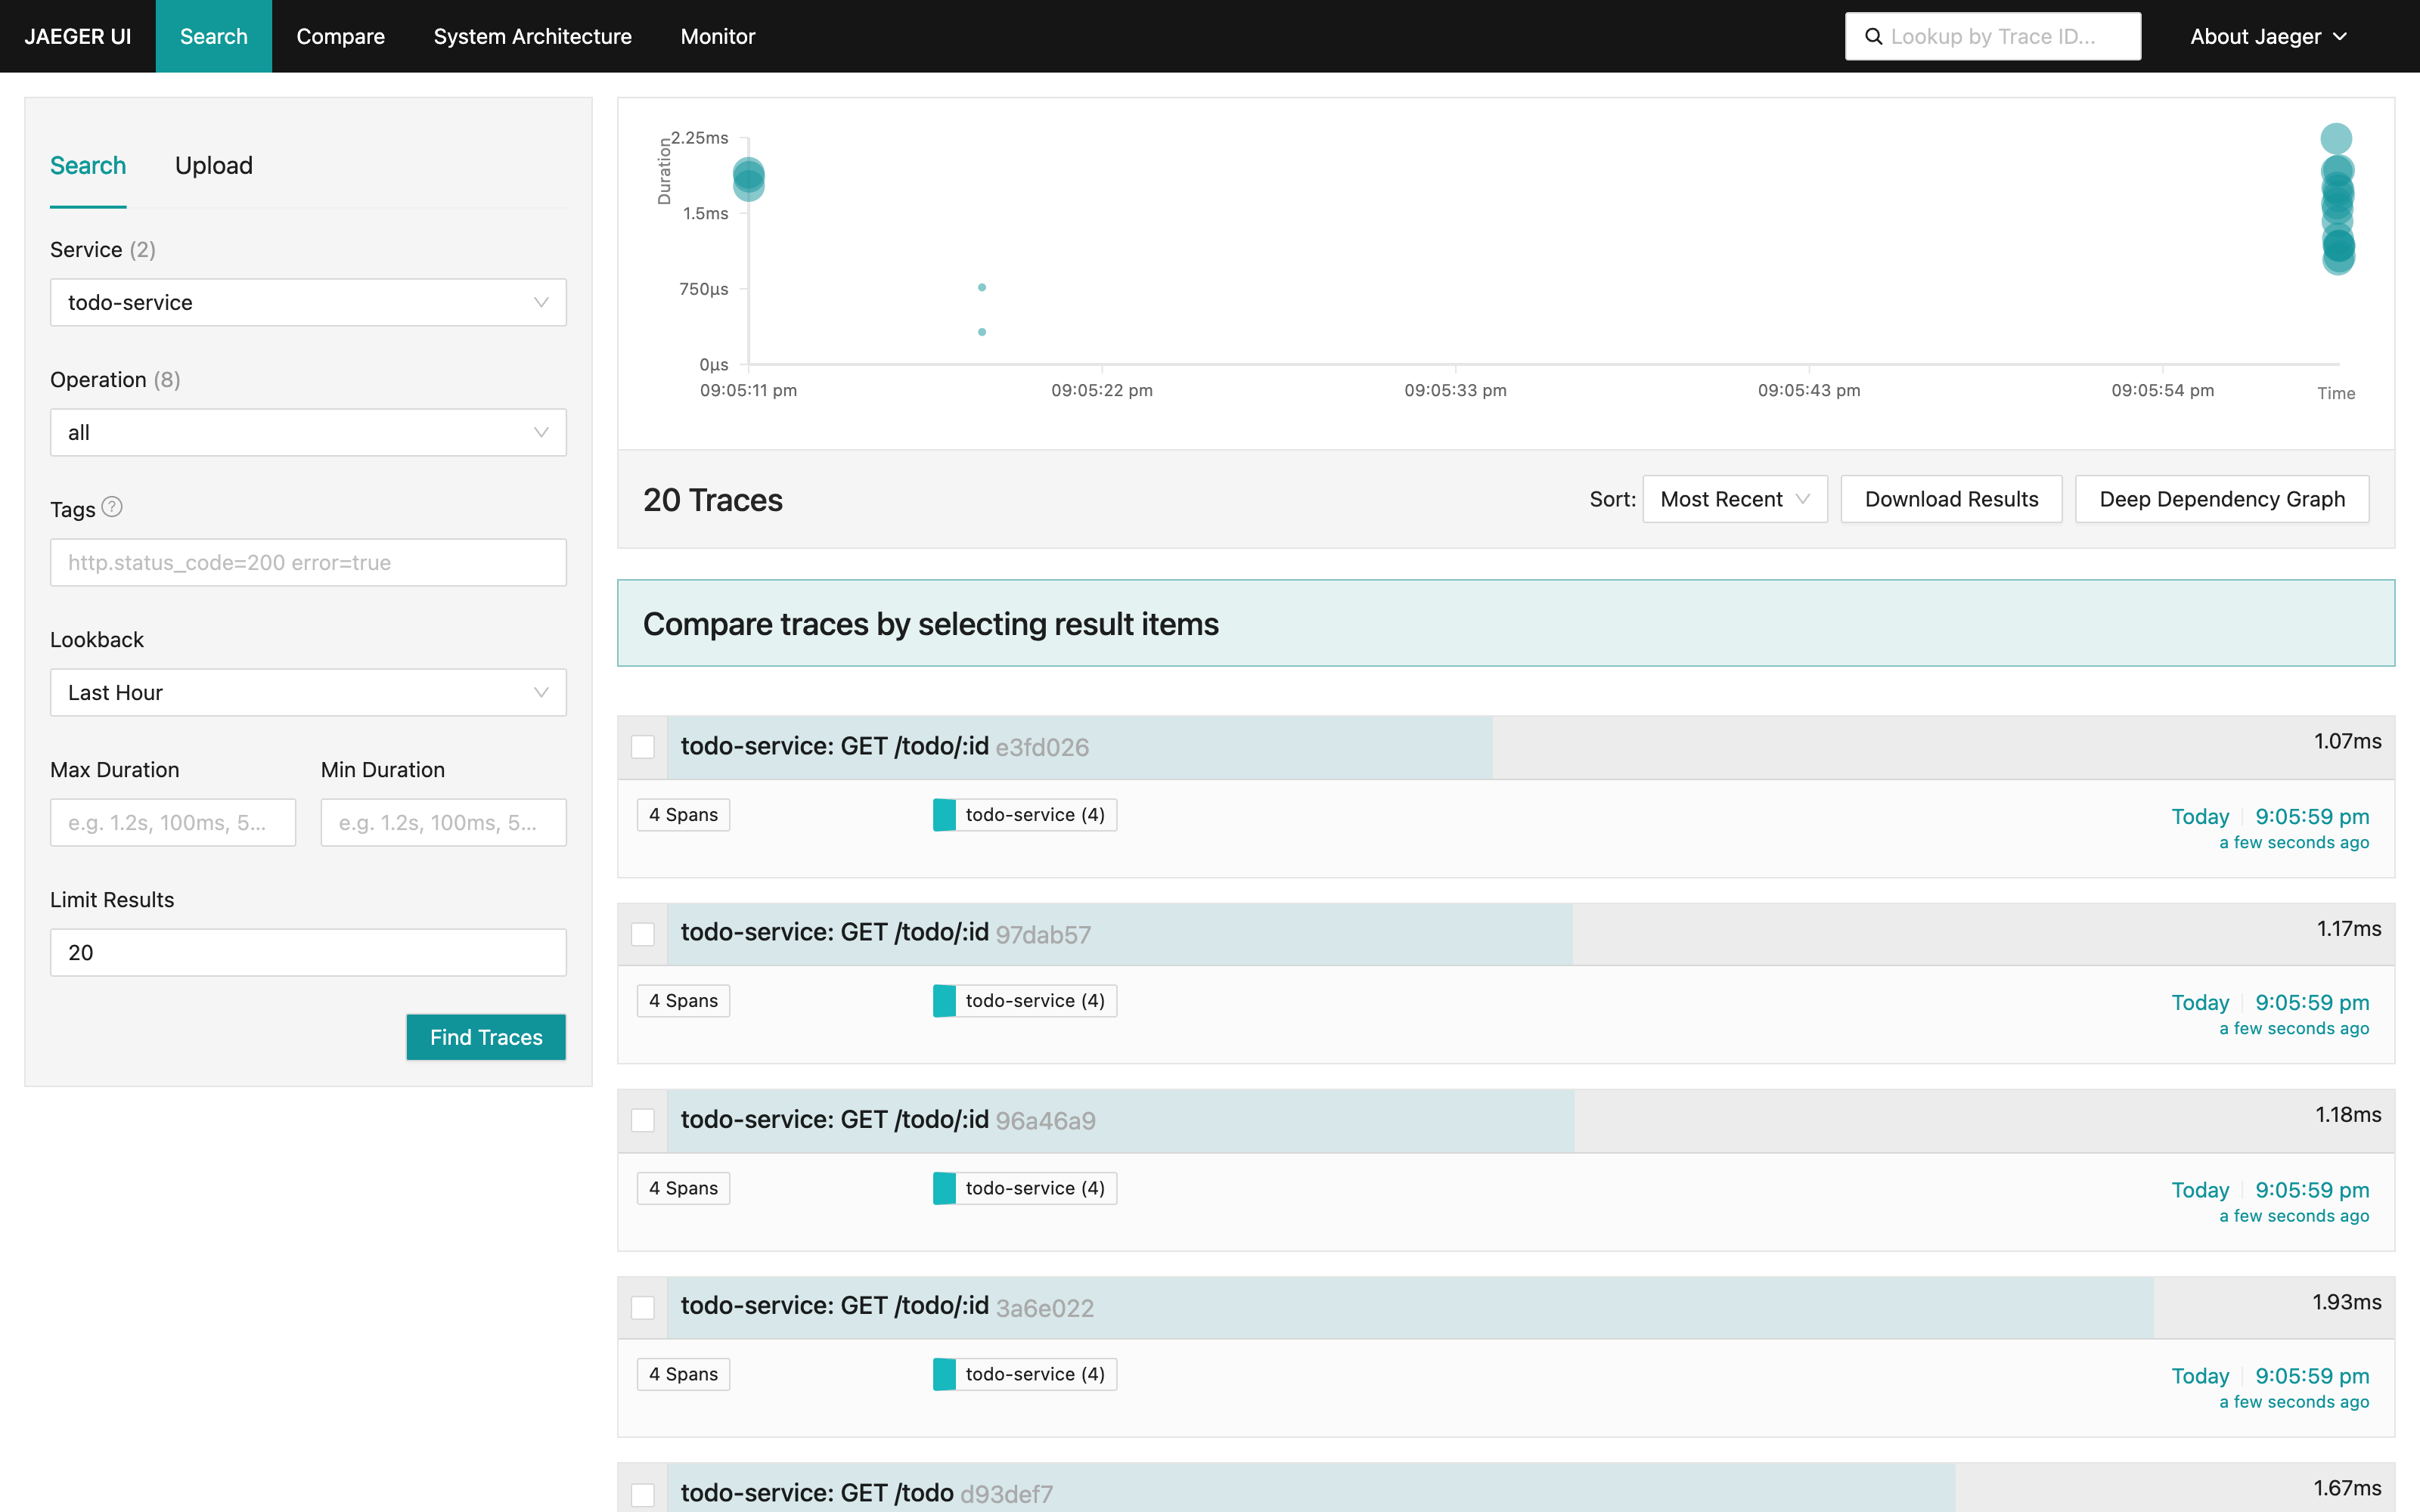 JAEGER UI Search Compare System Architecture Monitor Lookup by Trace ID... About Jaeger
Search Upload
Service (2)
todo-service
Operation (8)
all
Tags ?
http.status_code=200 error=true
Lookback
Last Hour
Max Duration Min Duration
e.g. 1.2s, 100ms, 5... e.g. 1.2s, 100ms, 5...
Limit Results
20
Find Traces
Duration
2.25ms
1.5ms
750μs
0μs
09:05:11 pm 09:05:22 pm 09:05:33 pm 09:05:43 pm 09:05:54 pm Time
20 Traces Sort: Most Recent Download Results Deep Dependency Graph
Compare traces by selecting result items
todo-service: GET /todo/:id e3fd026 1.07ms
4 Spans todo-service (4) Today 9:05:59 pm
a few seconds ago
todo-service: GET /todo/:id 97dab57 1.17ms
4 Spans todo-service (4) Today 9:05:59 pm
a few seconds ago
todo-service: GET /todo/:id 96a46a9 1.18ms
4 Spans todo-service (4) Today 9:05:59 pm
a few seconds ago
todo-service: GET /todo/:id 3a6e022 1.93ms
4 Spans todo-service (4) Today 9:05:59 pm
a few seconds ago
todo-service: GET /todo d93def7 1.67ms